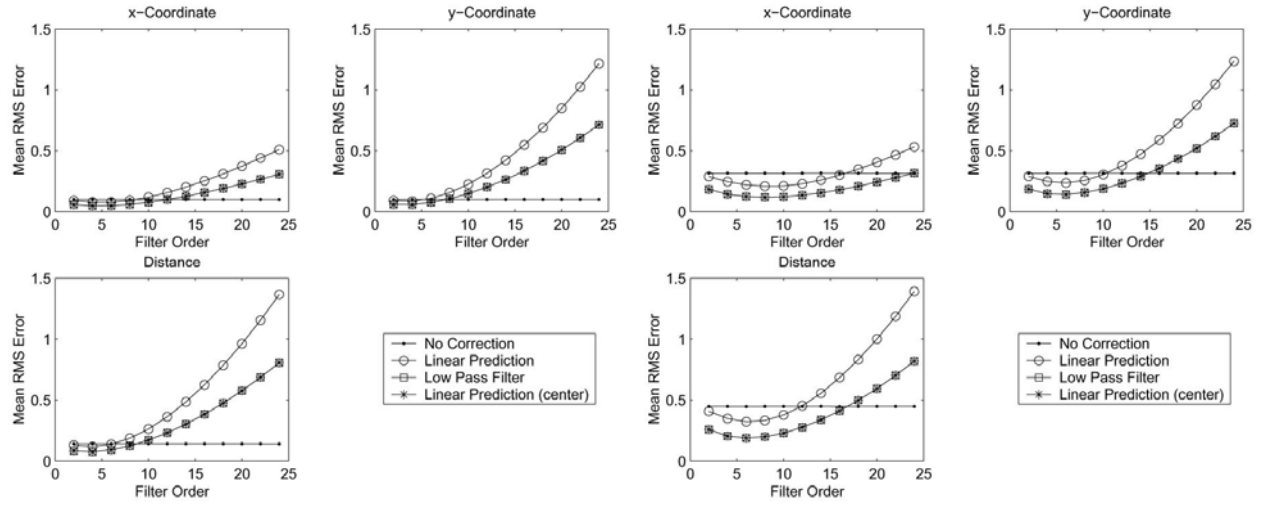 x-Coordinate
1.5
1
0.5
0
Mean RMS Error
0 5 10 15 20 25
Filter Order
y-Coordinate
1.5
1
0.5
0
Mean RMS Error
0 5 10 15 20 25
Filter Order
x-Coordinate
1.5
1
0.5
0
Mean RMS Error
0 5 10 15 20 25
Filter Order
y-Coordinate
1.5
1
0.5
0
Mean RMS Error
0 5 10 15 20 25
Filter Order
Distance
1.5
1
0.5
0
Mean RMS Error
0 5 10 15 20 25
Filter Order
No Correction
Linear Prediction
Low Pass Filter
Linear Prediction (center)
Distance
1.5
1
0.5
0
Mean RMS Error
0 5 10 15 20 25
Filter Order
No Correction
Linear Prediction
Low Pass Filter
Linear Prediction (center)